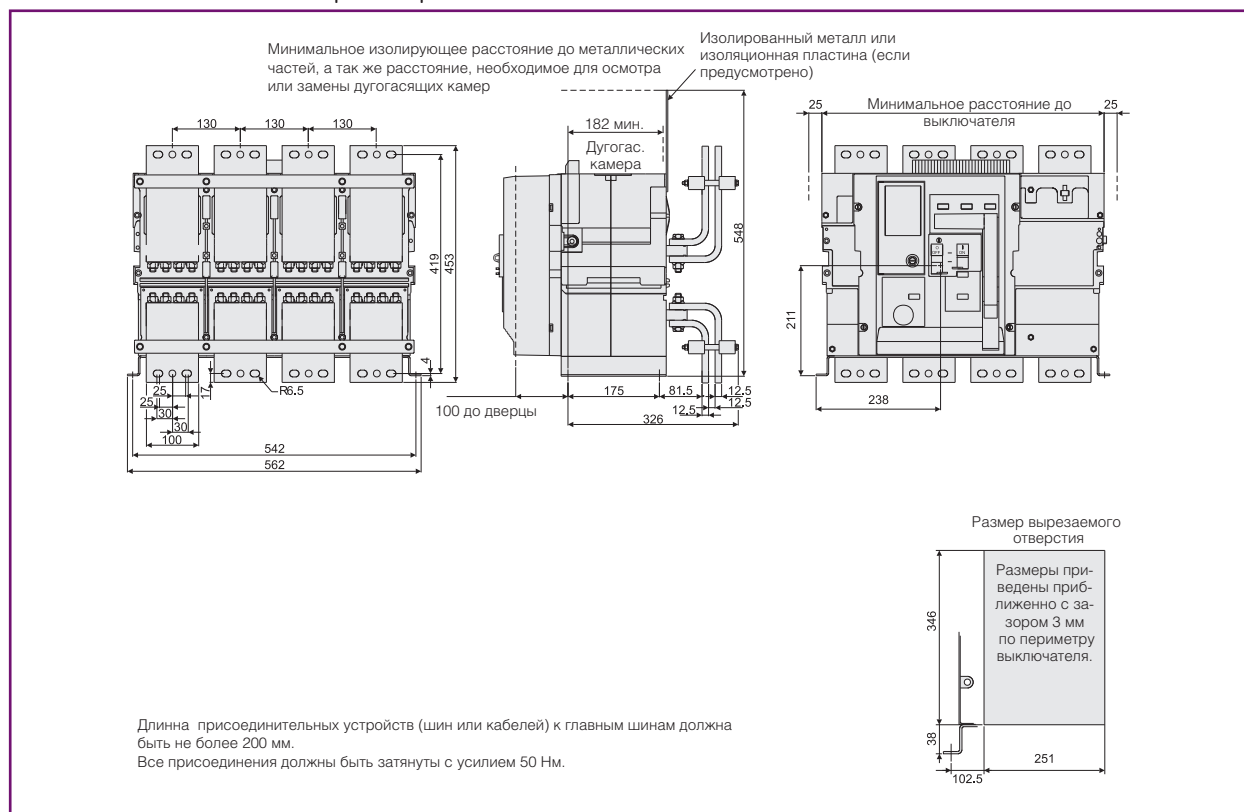 Минимальное изолирующее расстояние до металлических
частей, а так же расстояние, необходимое для осмотра
или замены дугогасящих камер
Изолированный металл или
изоляционная пластина (если
предусмотрено)
130
130
130
419
453
4
17
R6.5
25
25
30
30
100
542
562
182 мин.
Дугогас.
камера
548
100 до дверцы
175
81.5
12.5
12.5
12.5
326
25
Минимальное расстояние до
выключателя
25
OFF
ON
211
238
Размер вырезаемого
отверстия
Размеры при-
ведены приб-
лиженно с за-
зором 3 мм
по периметру
выключателя.
346
38
102.5
251
Длинна присоединительных устройств (шин или кабелей) к главным шинам должна
быть не более 200 мм.
Все присоединения должны быть затянуты с усилием 50 Нм.